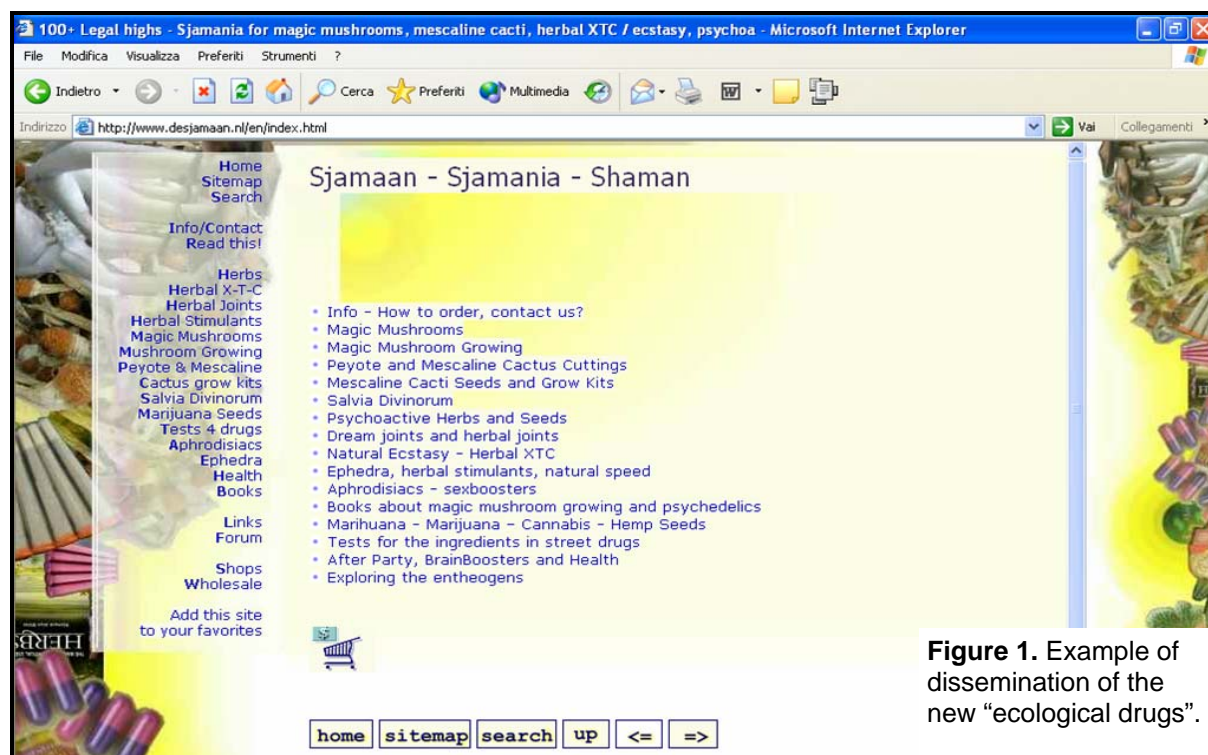 100+ Legal highs - Sjamania for magic mushrooms, mescaline cacti, herbal XTC / ecstasy, psychoa - Microsoft Internet Explorer
File Modifica Visualizza Preferiti Strumenti ?
Indietro Cerca Preferiti Multimedia
Indirizzo http://www.desjamaan.nl/en/index.html Vai Collegamenti
Home
Sitemap
Search
Info/Contact
Read this!
Herbs
Herbal X-T-C
Herbal Joints
Herbal Stimulants
Magic Mushrooms
Mushroom Growing
Peyote & Mescaline
Cactus grow kits
Salvia Divinorum
Marijuana Seeds
Tests 4 drugs
Aphrodisiacs
Ephedra
Health
Books
Links
Forum
Shops
Wholesale
Add this site
to your favorites
HERBS
Sjamaan - Sjamania - Shaman
• Info - How to order, contact us?
• Magic Mushrooms
• Magic Mushroom Growing
• Peyote and Mescaline Cactus Cuttings
• Mescaline Cacti Seeds and Grow Kits
• Salvia Divinorum
• Psychoactive Herbs and Seeds
• Dream joints and herbal joints
• Natural Ecstasy - Herbal XTC
• Ephedra, herbal stimulants, natural speed
• Aphrodisiacs - sexboosters
• Books about magic mushroom growing and psychedelics
• Marihuana - Marijuana - Cannabis - Hemp Seeds
• Tests for the ingredients in street drugs
• After Party, BrainBoosters and Health
• Exploring the entheogens
home sitemap search up <= =>
Figure 1. Example of
dissemination of the
new “ecological drugs”.